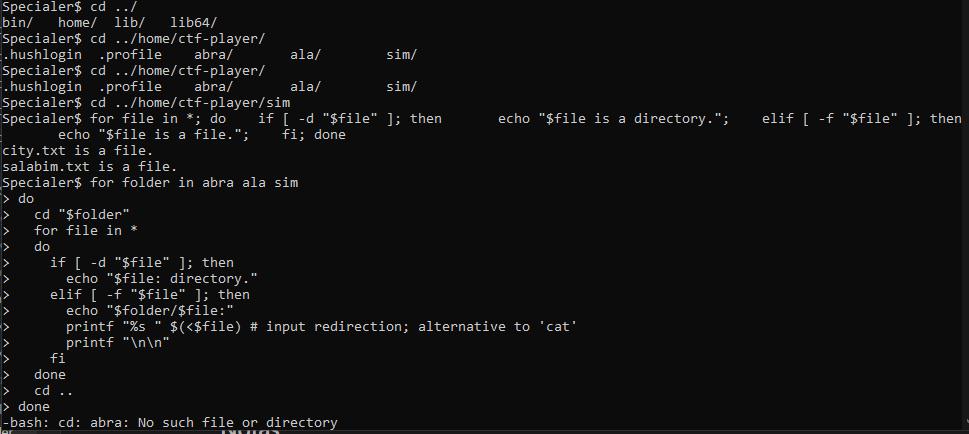 Specialer$ cd ../
bin/   home/  lib/   lib64/
Specialer$ cd ../home/ctf-player/
.hushlogin  .profile    abra/       ala/        sim/
Specialer$ cd ../home/ctf-player/
.hushlogin  .profile    abra/       ala/        sim/
Specialer$ cd ../home/ctf-player/sim
Specialer$ for file in *; do    if [ -d "$file" ]; then       echo "$file is a directory.";    elif [ -f "$file" ]; then
       echo "$file is a file.";    fi; done
city.txt is a file.
salabim.txt is a file.
Specialer$ for folder in abra ala sim
> do
>   cd "$folder"
>   for file in *
>   do
>     if [ -d "$file" ]; then
>       echo "$file: directory."
>     elif [ -f "$file" ]; then
>       echo "$folder/$file:"
>       printf "%s " $(<$file) # input redirection; alternative to 'cat'
>       printf "\n\n"
>     fi
>   done
>   cd ..
> done
-bash: cd: abra: No such file or directory